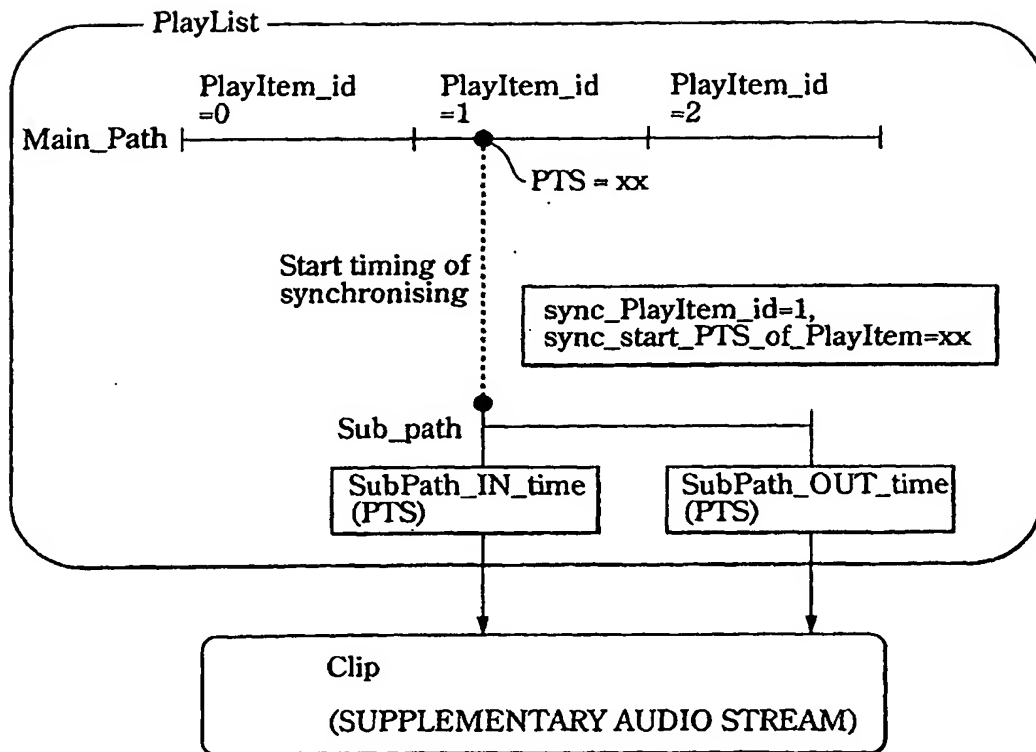 PlayList
PlayItem_id
=0
PlayItem_id
=1
PlayItem_id
=2
Main_Path
PTS = xx
Start timing of
synchronising
sync_PlayItem_id=1,
sync_start_PTS_of_PlayItem=xx
Sub_path
SubPath_IN_time
(PTS)
SubPath_OUT_time
(PTS)
Clip
(SUPPLEMENTARY AUDIO STREAM)